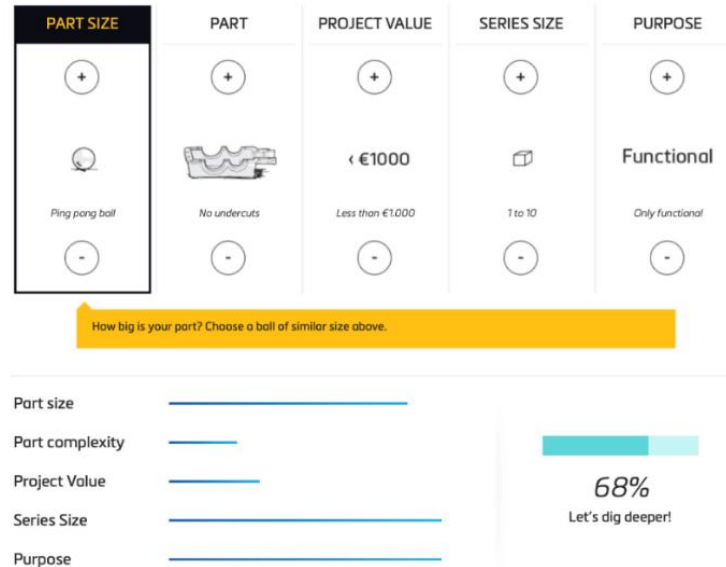 PART SIZE PART PROJECT VALUE SERIES SIZE PURPOSE
+ + + + +
‹ €1000 Functional
Ping pong ball No undercuts Less than €1.000 1 to 10 Only functional
- - - - -
How big is your part? Choose a ball of similar size above.
Part size
Part complexity
Project Value
Series Size
Purpose
68%
Let's dig deeper!